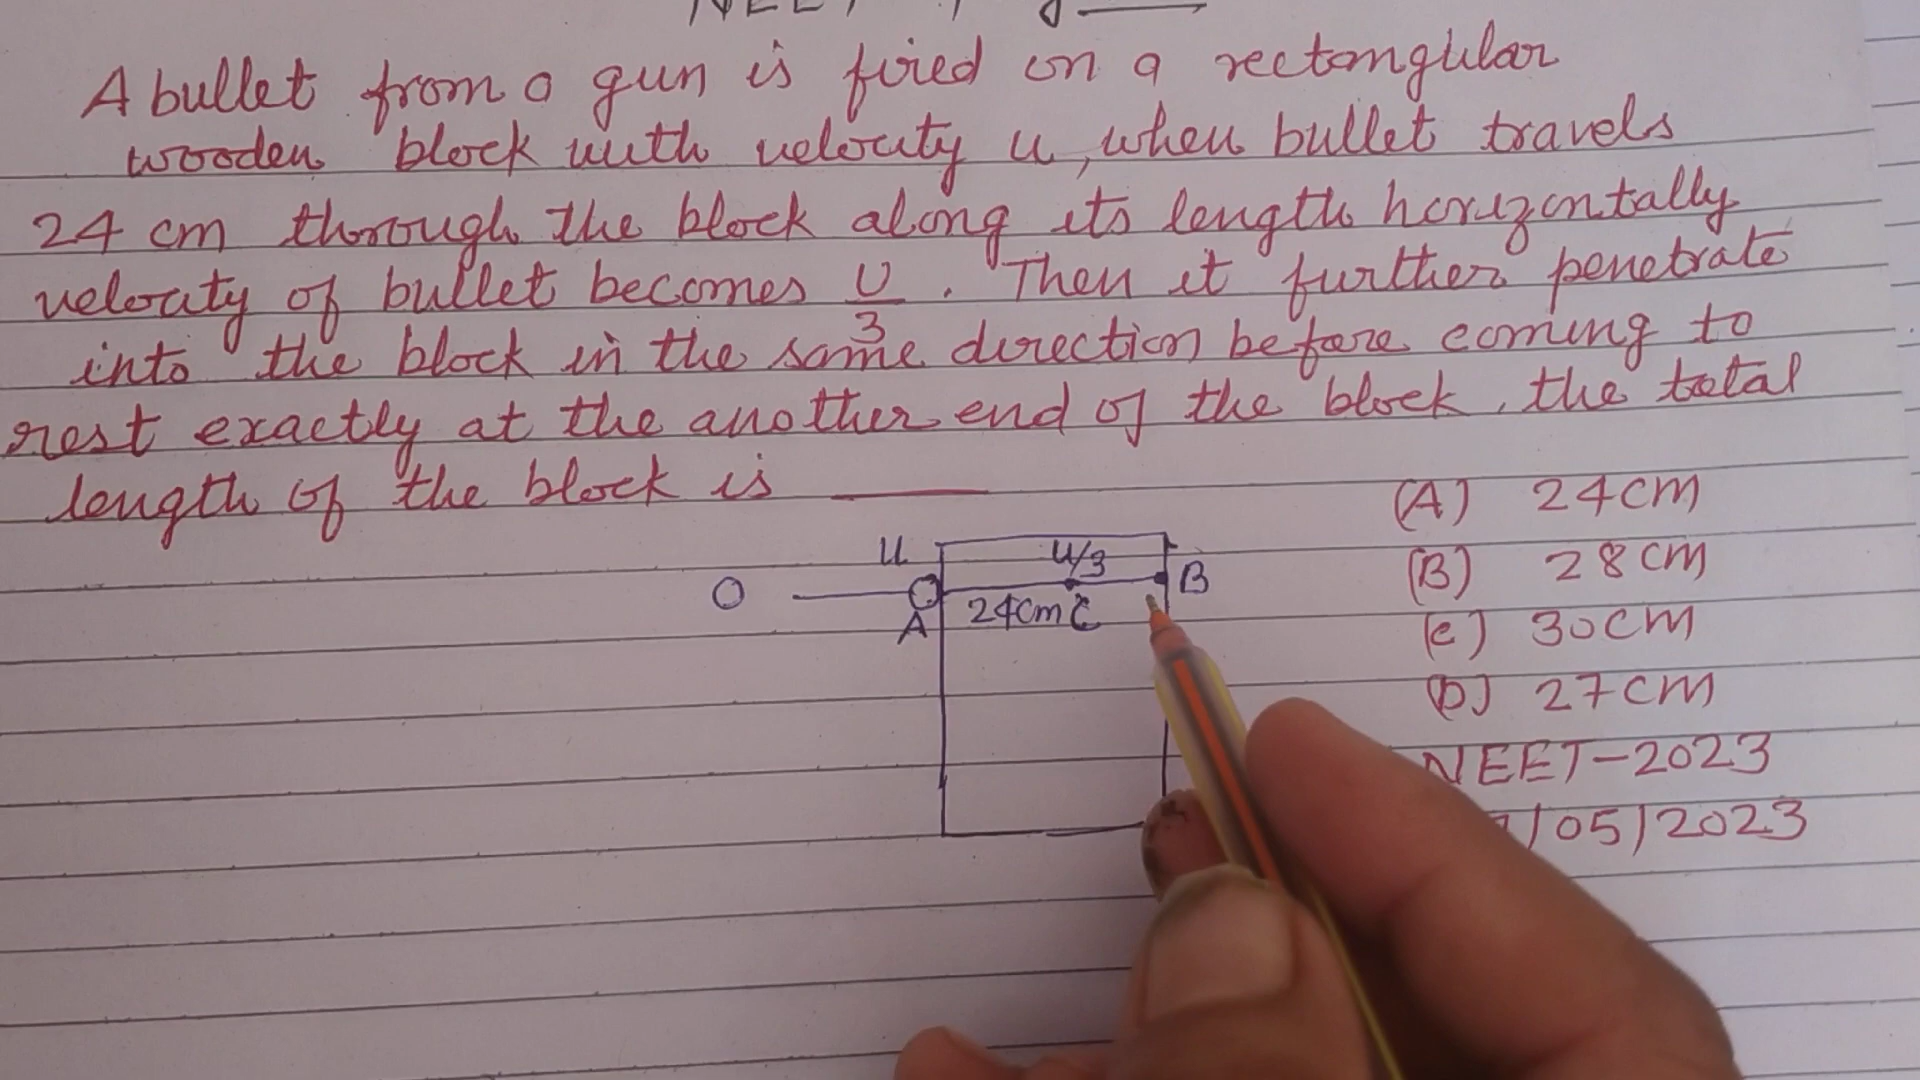 NEET
A bullet from a gun is fired on a rectangular
wooden block with velocity u, when bullet travels
24 cm through the block along its length horizontally
velocity of bullet becomes U/3. Then it further penetrate
into the block in the same direction before coming to
rest exactly at the another end of the block, the total
length of the block is ____
(A) 24cm
(B) 28cm
(C) 30cm
(D) 27cm
NEET-2023
/05/2023
u
u/3
B
A
24cm C